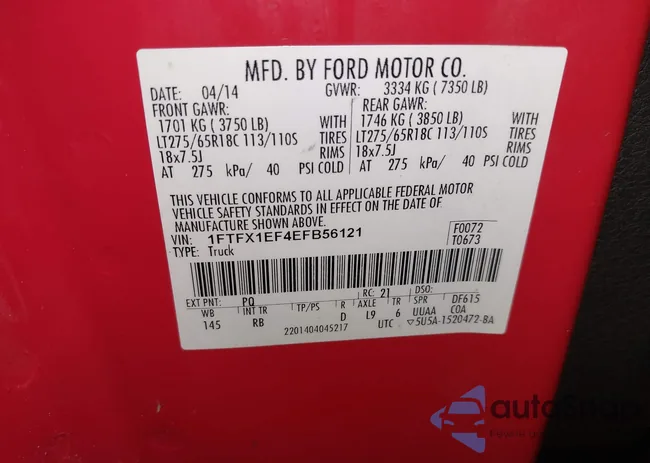 MFD. BY FORD MOTOR CO.
DATE: 04/14 GVWR: 3334 KG ( 7350 LB)
FRONT GAWR: REAR GAWR:
1701 KG ( 3750 LB) 1746 KG ( 3850 LB) WITH
LT275/65R18C 113/110S TIRES LT275/65R18C 113/110S TIRES
18x7.5J RIMS 18x7.5J RIMS
AT 275 kPa/ 40 PSI COLD AT 275 kPa/ 40 PSI COLD
WITH
THIS VEHICLE CONFORMS TO ALL APPLICABLE FEDERAL MOTOR
VEHICLE SAFETY STANDARDS IN EFFECT ON THE DATE OF
MANUFACTURE SHOWN ABOVE.
VIN: 1FTFX1EF4EFB56121 F0072
TYPE: Truck T0673
EXT PNT: PQ RC: 21 DSO:
WB INT TR TP/PS R AXLE TR SPR DF615
145 RB D L9 6 UUAA COA
2201404045217 UTC 5U5A-1520472-BA